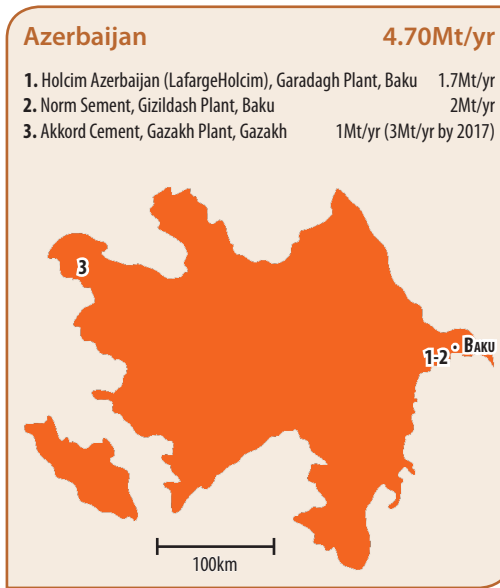 Azerbaijan 4.70Mt/yr
1. Holcim Azerbaijan (LafargeHolcim), Garadagh Plant, Baku 1.7Mt/yr
2. Norm Sement, Gizildash Plant, Baku 2Mt/yr
3. Akkord Cement, Gazakh Plant, Gazakh 1Mt/yr (3Mt/yr by 2017)
3
Baku
1-2
100km